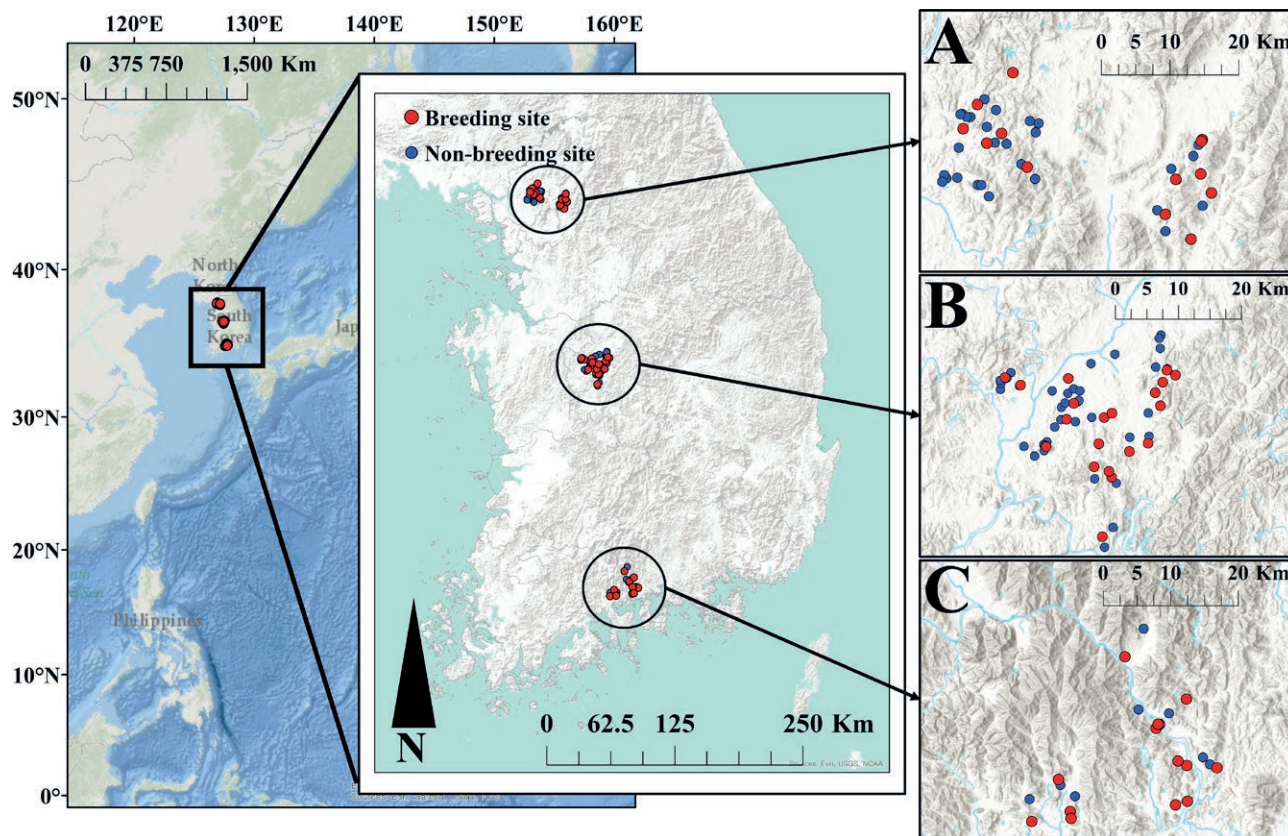 120°E 130°E 140°E 150°E 160°E
0 375 750 1,500 Km
50°N
40°N
30°N
20°N
10°N
0°
North
South
Korea
Philippines
Breeding site
Non-breeding site
N
0 62.5 125 250 Km
Sources: Esri, USGS, NOAA
A
0 5 10 20 Km
B
0 5 10 20 Km
C
0 5 10 20 Km